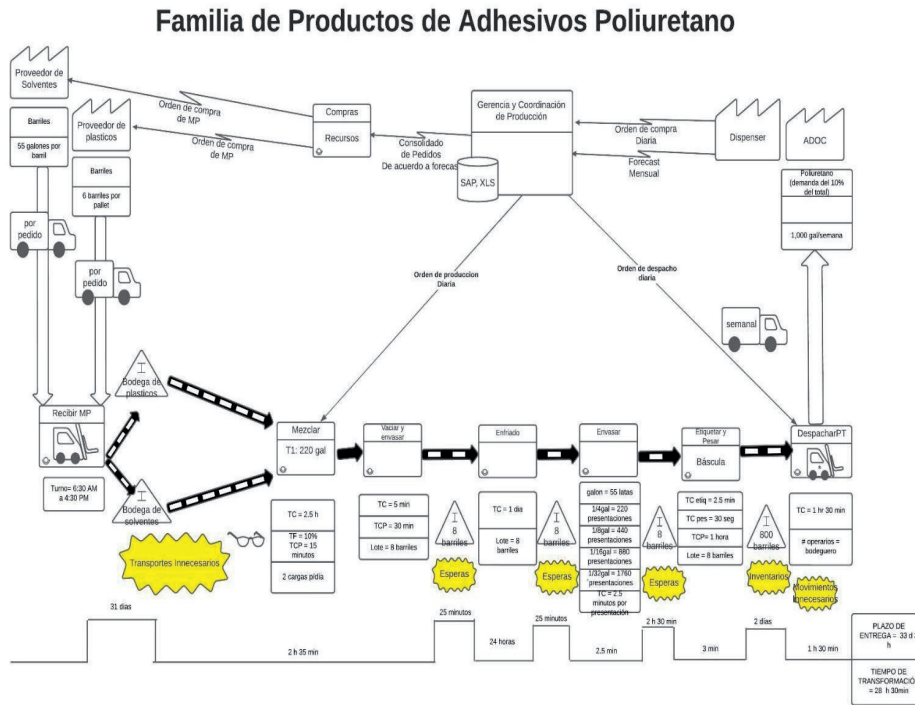 Familia de Productos de Adhesivos Poliuretano
Proveedor de
Solventes
Barriles
55 galones por
barril
por
pedido
Proveedor de
plasticos
Barriles
6 barriles por
pallet
por
pedido
Orden de compra
de MP
Orden de compra
de MP
Compras
Recursos
Consolidado
de Pedidos
De acuerdo a forecas
Gerencia y Coordinación
de Producción
SAP, XLS
Orden de compra
Diaria
Forecast
Mensual
Dispenser
ADOC
Poliuretano
(demanda del 10%
del total)
1,000 gal/semana
Orden de produccion
Diaria
Orden de despacho
diaria
semanal
I
Bodega de
plasticos
Recibir MP
Turno= 6:30 AM
a 4:30 PM
I
Bodega de
solventes
Transportes Innecesarios
Mezclar
T1: 220 gal
TC = 2.5 h
TF = 10%
TCP = 15
minutos
2 cargas p/día
Vaciar y
envasar
TC = 5 min
TCP = 30 min
Lote = 8 barriles
I
8
barriles
Esperas
Enfriado
TC = 1 dia
Lote = 8
barriles
I
8
barriles
Esperas
Envasar
galon = 55 latas
1/4gal = 220
presentaciones
1/8gal = 440
presentaciones
1/16gal = 880
presentaciones
1/32gal = 1760
presentaciones
TC = 2.5
minutos por
presentación
I
8
barriles
Esperas
Etiquetar y
Pesar
Báscula
TC etiq = 2.5 min
TC pes = 30 seg
TCP= 1 hora
Lote = 8 barriles
I
800
barriles
Inventarios
DespacharPT
TC = 1 hr 30 min
# operarios =
bodeguero
Movimientos
Innecesarios
31 dias
2 h 35 min
25 minutos
24 horas
25 minutos
2,5 min
2 h 30 min
3 min
2 días
1 h 30 min
PLAZO DE
ENTREGA = 33 d
h
TIEMPO DE
TRANSFORMACIÓ
= 28 h 30min